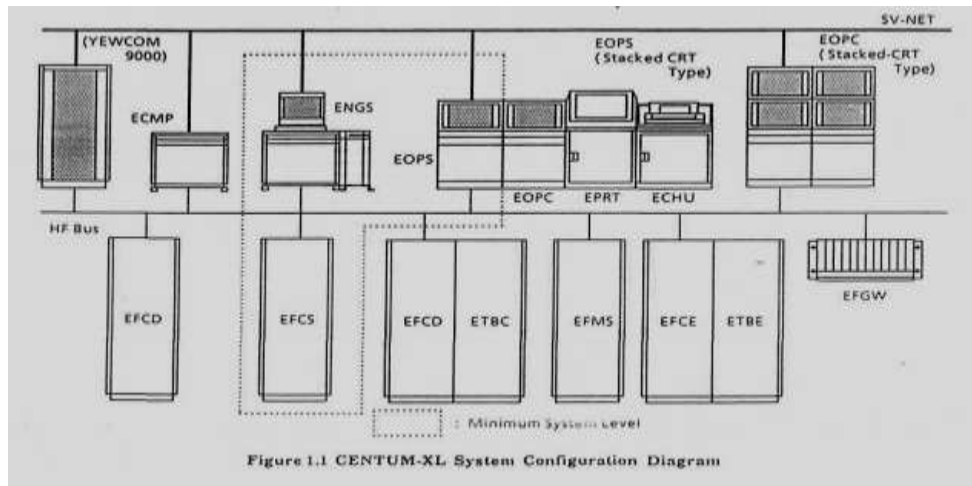 SV-NET
(YEWCOM
9000)
EOPS
(Stacked CRT
Type)
EOPC
(Stacked-CRT
Type)
ECMP
ENGS
EOPS
EOPC
EPRT
ECHU
HF Bus
EFGW
EFCD
EFCS
EFCD
ETBC
EFMS
EFCE
ETBE
: Minimum System Level
Figure 1.1 CENTUM-XL System Configuration Diagram